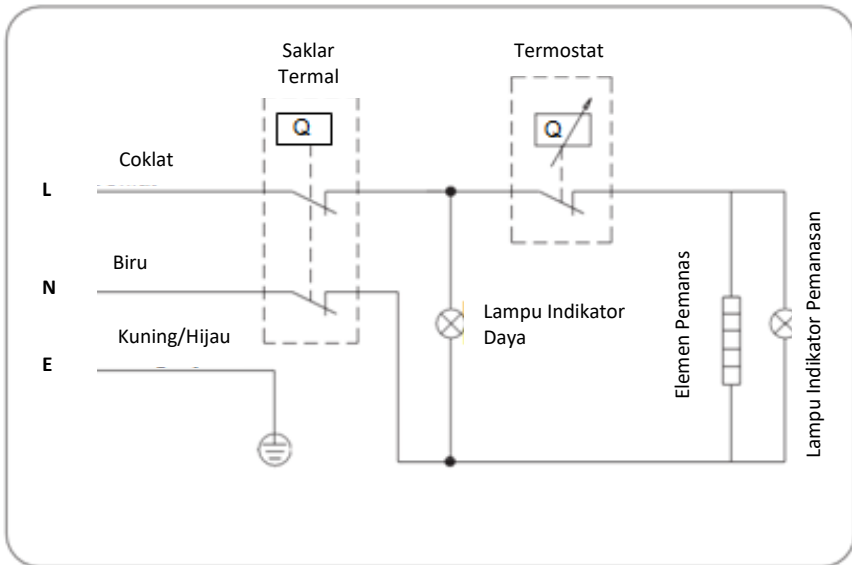 Saklar
Termal
Termostat
Q
Q
Coklat
L
Biru
N
Lampu Indikator
Daya
Kuning/Hijau
E
Elemen Pemanas
Lampu Indikator Pemanasan